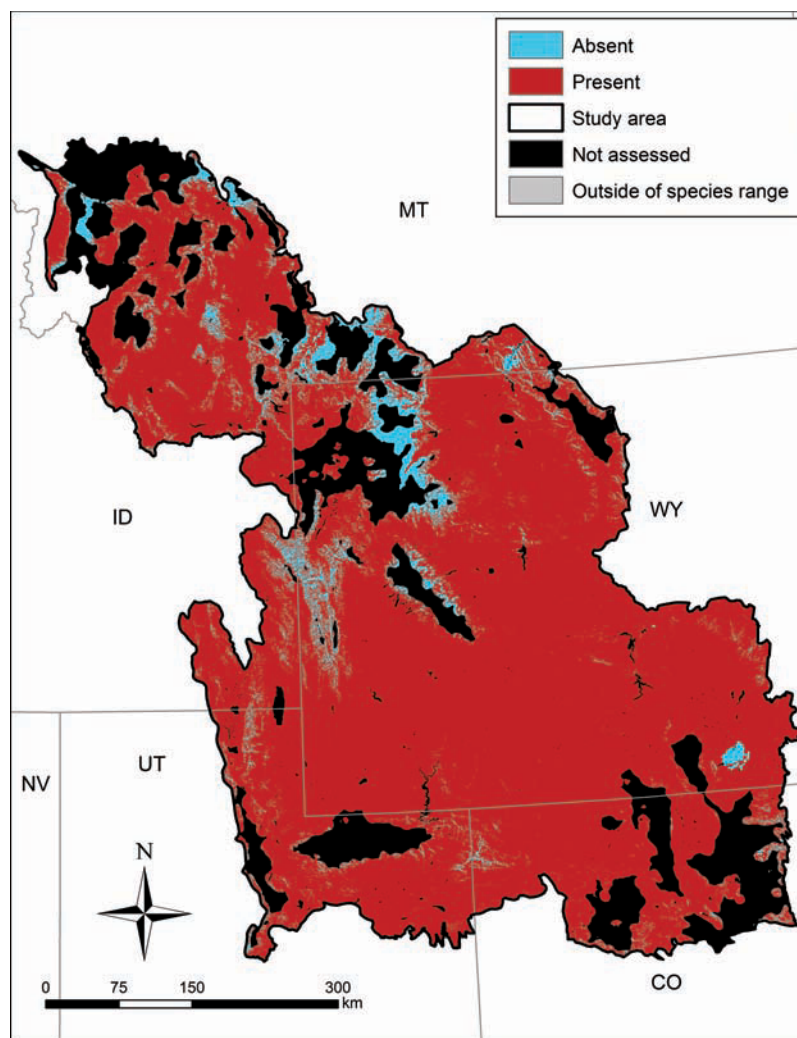 Absent
Present
Study area
Not assessed
Outside of species range
MT
ID
WY
NV
UT
N
0 75 150 300
km
CO